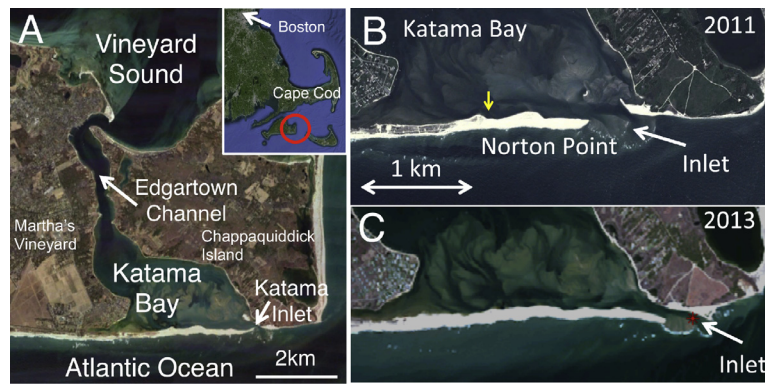 A
Vineyard
Sound
Boston
Cape Cod
Edgartown
Channel
Martha's
Vineyard
Chappaquiddick
Island
Katama
Bay
Katama
Inlet
Atlantic Ocean
2km
B
Katama Bay
2011
Norton Point
Inlet
1 km
C
2013
Inlet